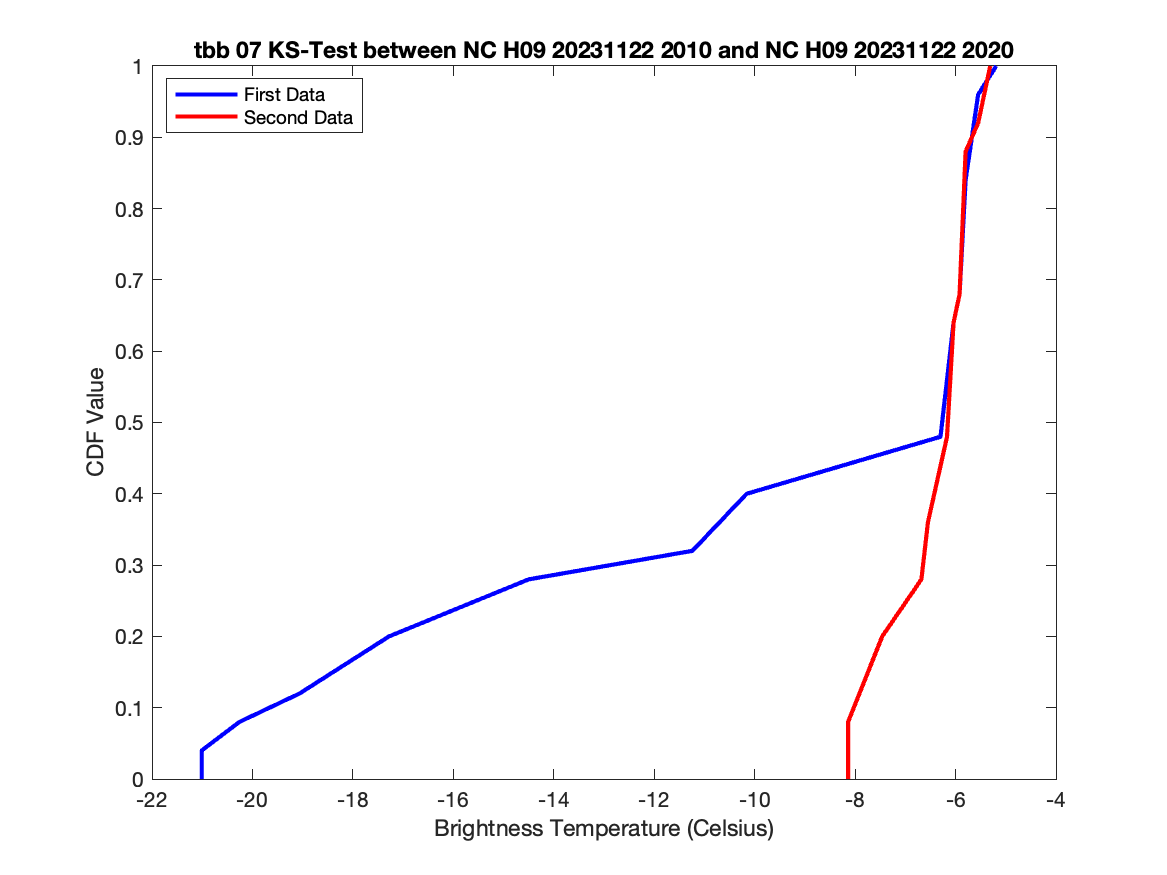 tbb 07 KS-Test between NC H09 20231122 2010 and NC H09 20231122 2020
First Data
Second Data
1
0.9
0.8
0.7
0.6
0.5
0.4
0.3
0.2
0.1
0
CDF Value
-22 -20 -18 -16 -14 -12 -10 -8 -6 -4
Brightness Temperature (Celsius)